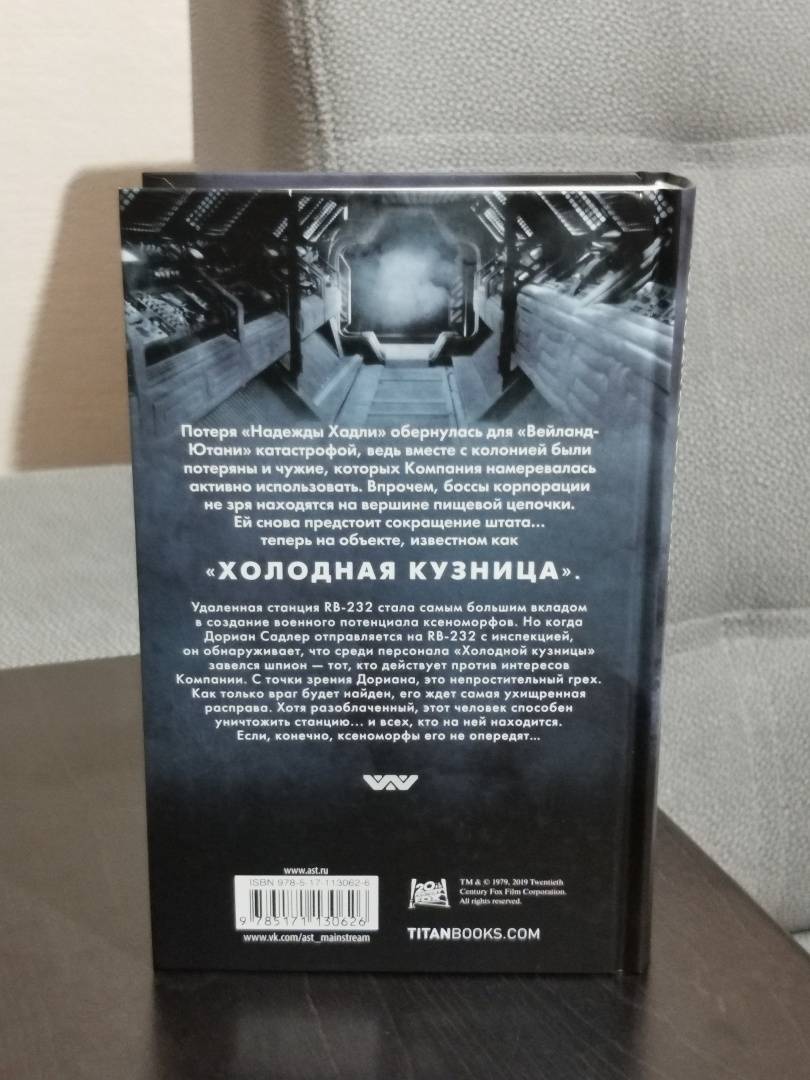 Потеря «Надежды Хадли» обернулась для «Вейланд-
Ютани» катастрофой, ведь вместе с колонией были
потеряны и чужие, которых Компания намеревалась
активно использовать. Впрочем, боссы корпорации
не зря находятся на вершине пищевой цепочки.
Ей снова предстоит сокращение штата...
теперь на объекте, известном как
«ХОЛОДНАЯ КУЗНИЦА».
Удаленная станция RB-232 стала самым большим вкладом
в создание военного потенциала ксеноморфов. Но когда
Дориан Садлер отправляется на RB-232 с инспекцией,
он обнаруживает, что среди персонала «Холодной кузницы»
завелся шпион — тот, кто действует против интересов
Компании. С точки зрения Дориана, это непростительный грех.
Как только враг будет найден, его ждет самая ухищренная
расправа. Хотя разоблаченный, этот человек способен
уничтожить станцию... и всех, кто на ней находится.
Если, конечно, ксеноморфы его не опередят...
www.ast.ru
ISBN 978-5-17-113062-6
9 785171 130626
www.vk.com/ast_mainstream
20th CENTURY FOX
TM & © 1979, 2019 Twentieth
Century Fox Film Corporation.
All rights reserved.
TITANBOOKS.COM